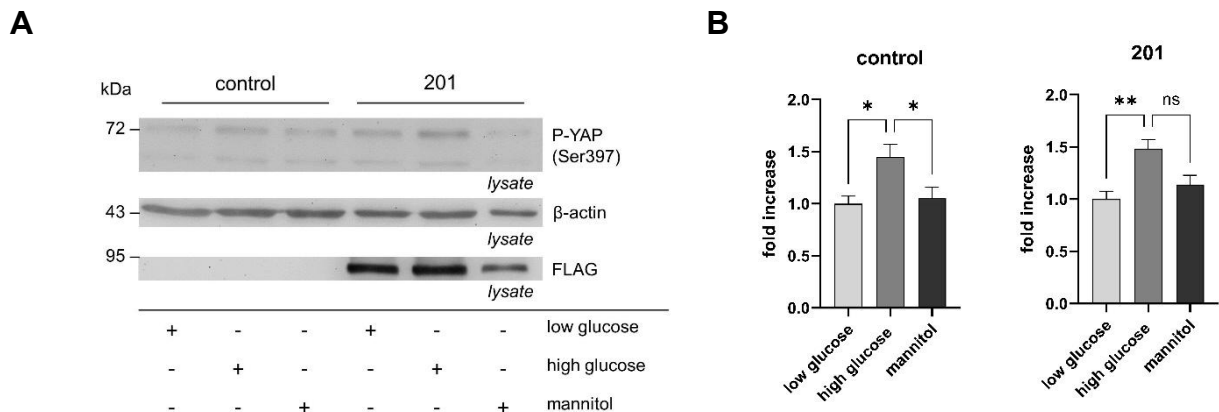 A
kDa
control
201
72
P-YAP
(Ser397)
lysate
43
β-actin
lysate
95
FLAG
lysate
+ - - + - - low glucose
- + - - + - high glucose
- - + - - + mannitol
B
control
* *
2.0
1.5
1.0
0.5
0.0
fold increase
low glucose
high glucose
mannitol
201
** ns
2.0
1.5
1.0
0.5
0.0
fold increase
low glucose
high glucose
mannitol